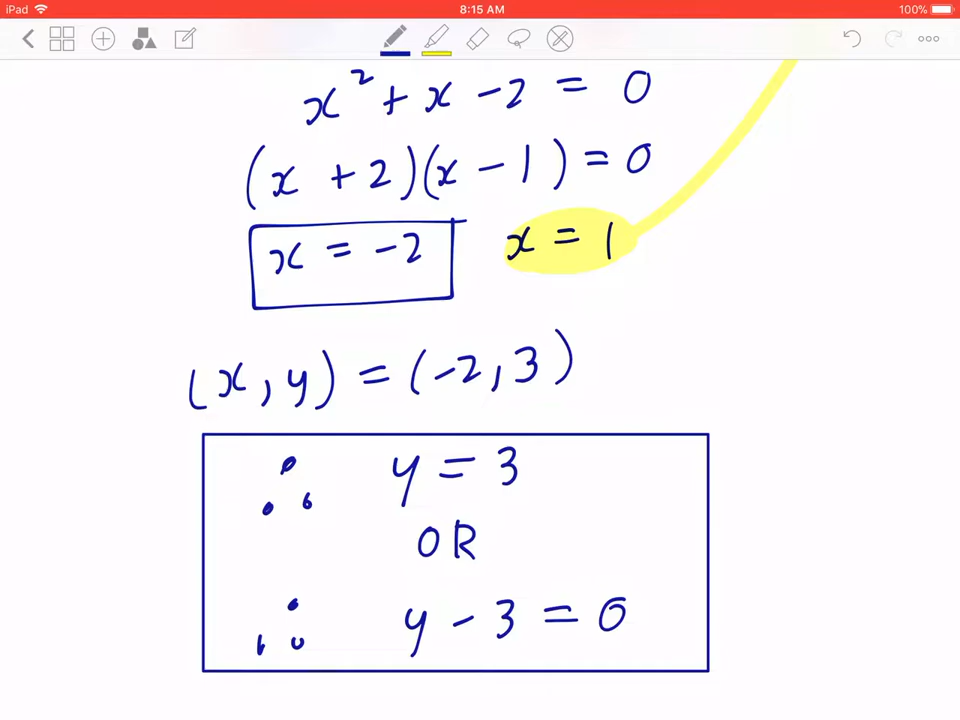 iPad 8:15 AM 100%
x² + x - 2 = 0
(x + 2)(x - 1) = 0
x = -2 x = 1
(x, y) = (-2, 3)
∴ y = 3
OR
∴ y - 3 = 0